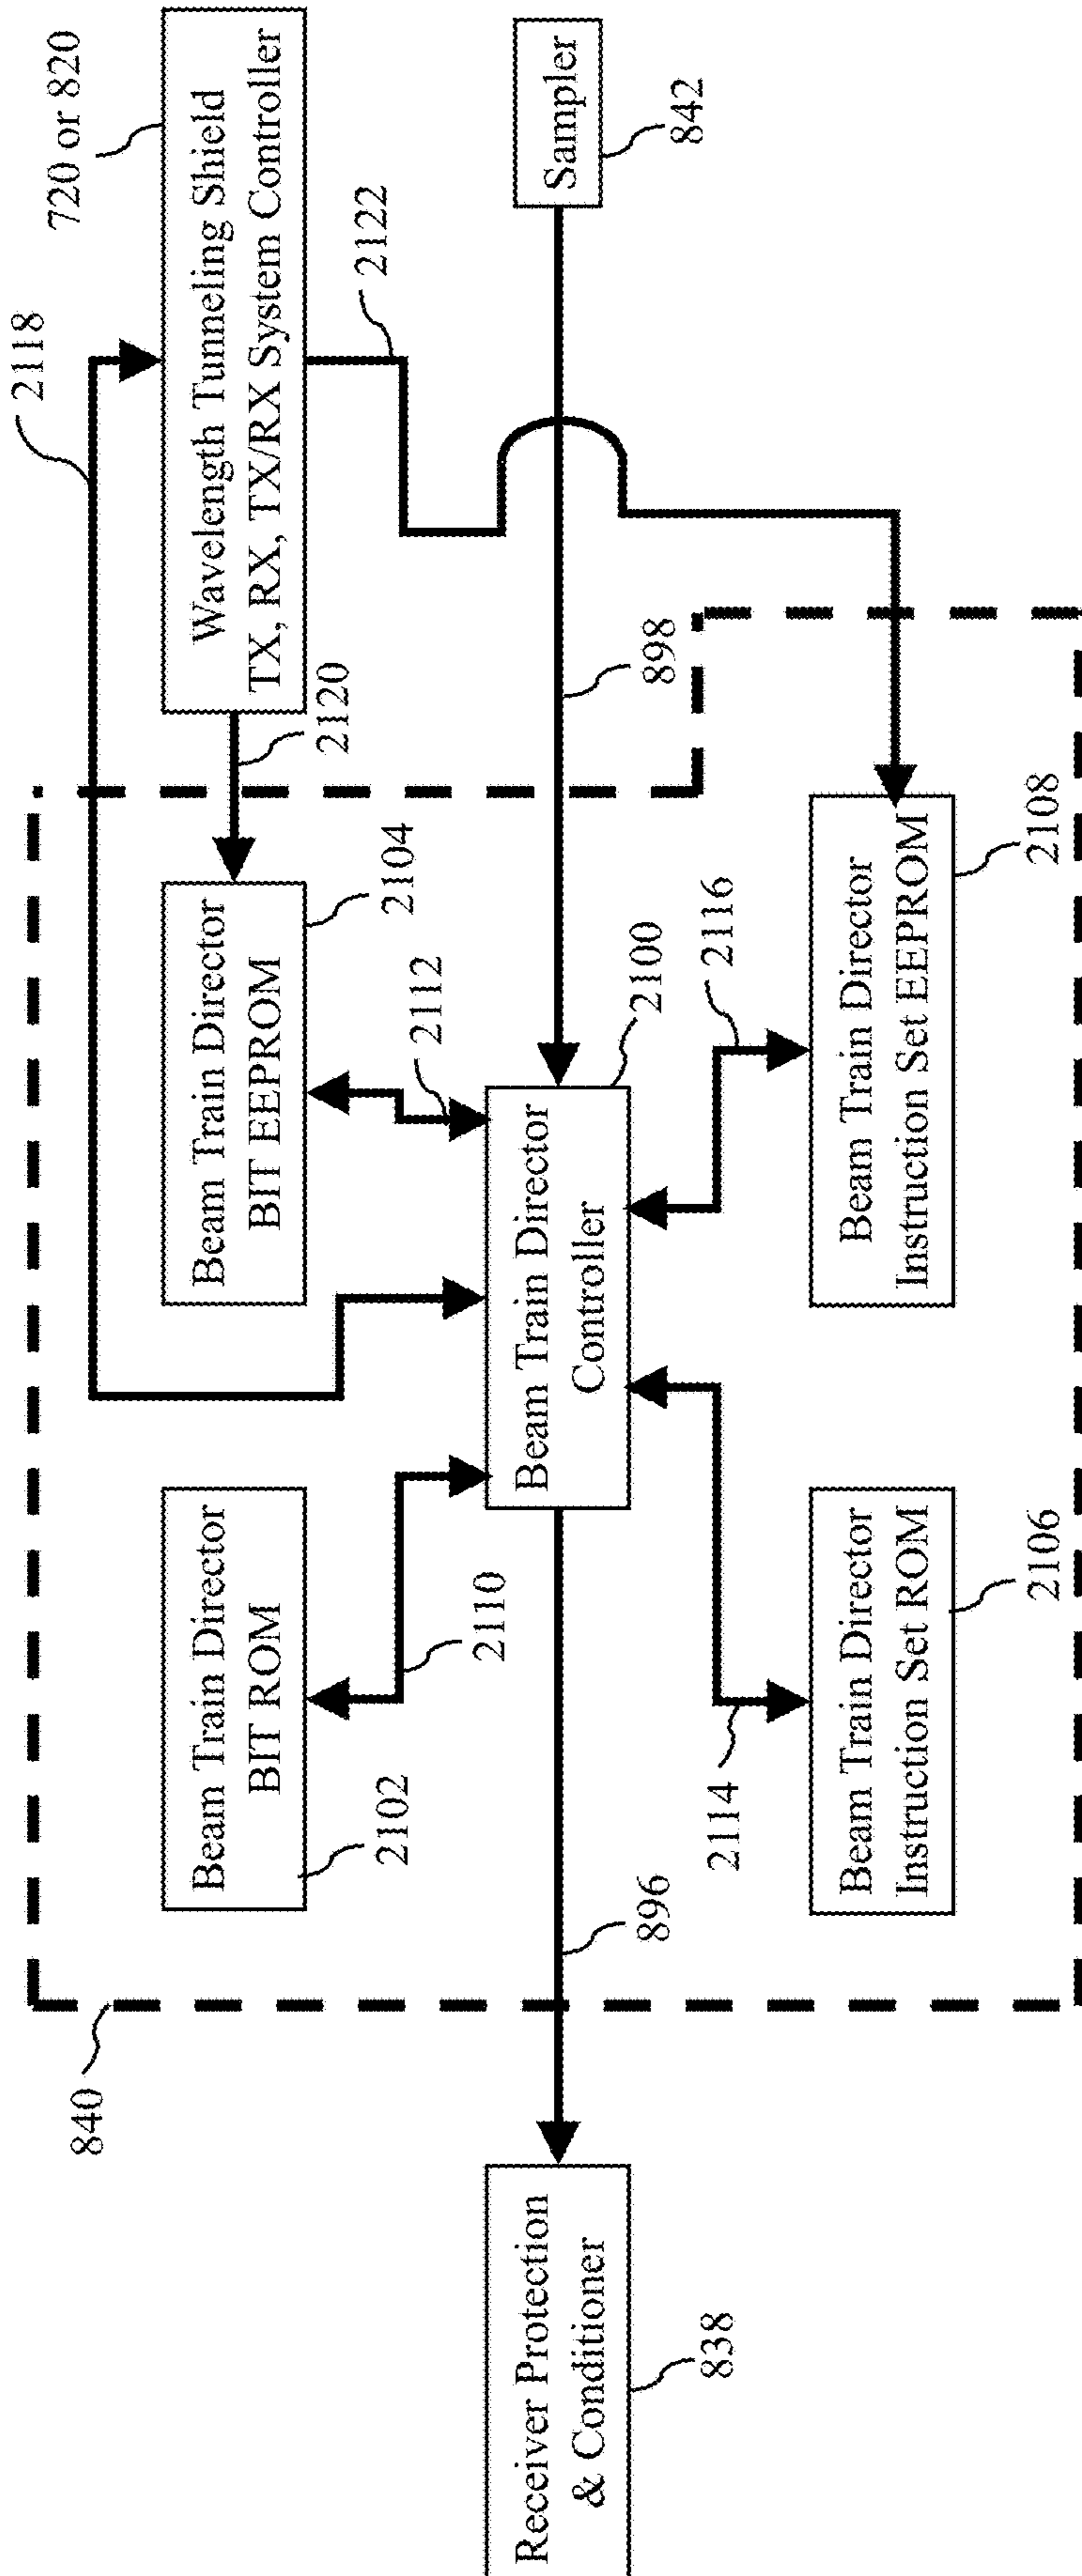 840
2118
720 or 820
Beam Train Director
BIT ROM
2102
2110
Beam Train Director
BIT EEPROM
2104
2112
2120
Wavelength Tunneling Shield
TX, RX, TX/RX System Controller
2122
Receiver Protection
& Conditioner
838
896
Beam Train Director
Controller
2100
898
Sampler
842
2114
Beam Train Director
Instruction Set ROM
2106
2116
Beam Train Director
Instruction Set EEPROM
2108